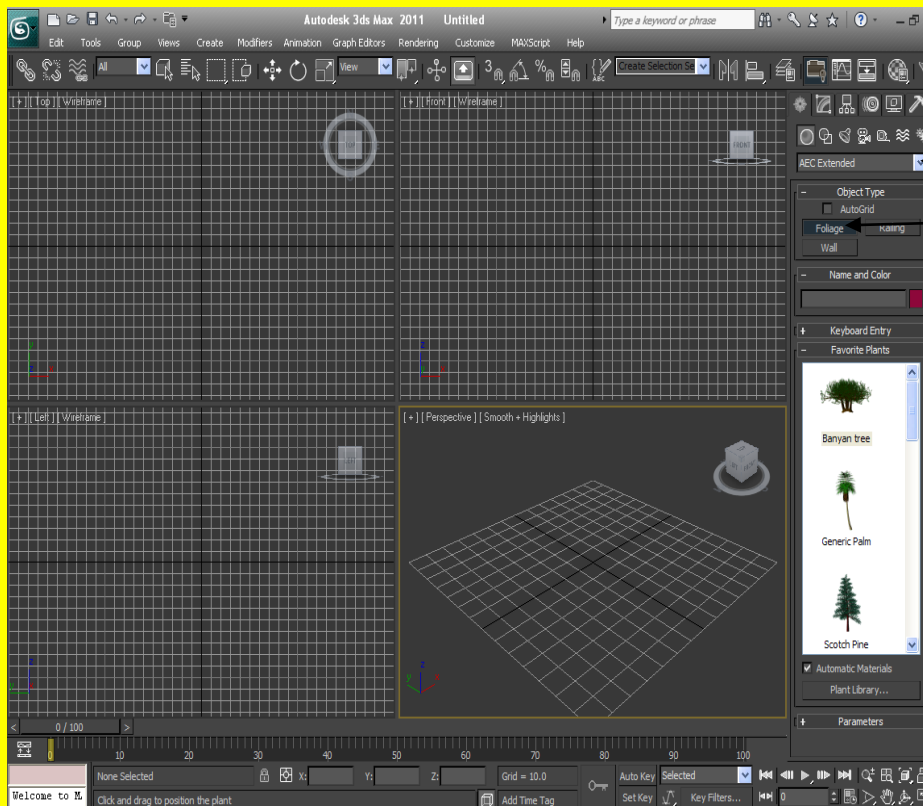 Autodesk 3ds Max 2011 Untitled Type a keyword or phrase
Edit Tools Group Views Create Modifiers Animation Graph Editors Rendering Customize MAXScript Help
All View 3 Create Selection Se
[ + ] [ Top ] [ Wireframe ]
TOP
[ + ] [ Front ] [ Wireframe ]
FRONT
AEC Extended
- Object Type
AutoGrid
Foliage Railing
Wall
- Name and Color
+ Keyboard Entry
- Favorite Plants
Banyan tree
Generic Palm
Scotch Pine
Automatic Materials
Plant Library...
+ Parameters
y
z x
z
x
[ + ] [ Left ] [ Wireframe ]
LEFT
[ + ] [ Perspective ] [ Smooth + Highlights ]
z
z
y x
< 0 / 100 >
0 10 20 30 40 50 60 70 80 90 100
None Selected X: Y: Z: Grid = 10.0 Auto Key Selected
Welcome to M Click and drag to position the plant Add Time Tag Set Key Key Filters... 0